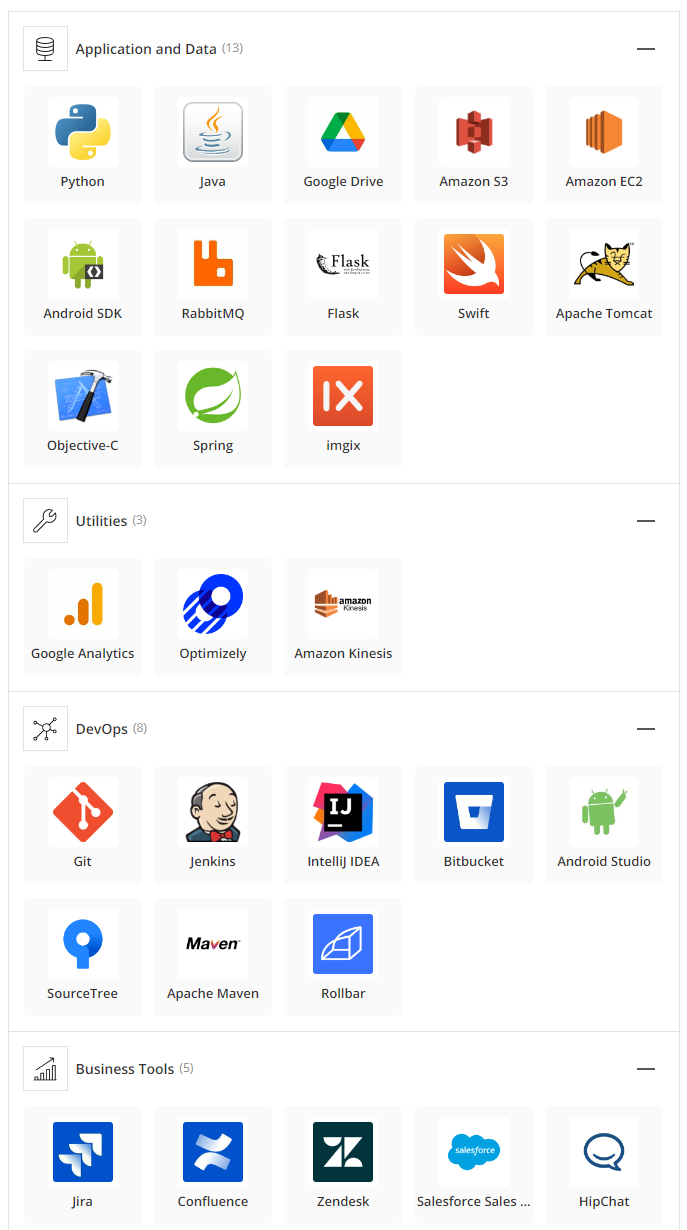 Application and Data (13)
Python
Java
Google Drive
Amazon S3
Amazon EC2
Flask
Android SDK
RabbitMQ
Flask
Swift
Apache Tomcat
IX
Objective-C
Spring
imgix
Utilities (3)
amazon
Kinesis
Google Analytics
Optimizely
Amazon Kinesis
DevOps (8)
IJ
Git
Jenkins
IntelliJ IDEA
Bitbucket
Android Studio
Maven
SourceTree
Apache Maven
Rollbar
Business Tools (5)
salesforce
Jira
Confluence
Zendesk
Salesforce Sales ...
HipChat